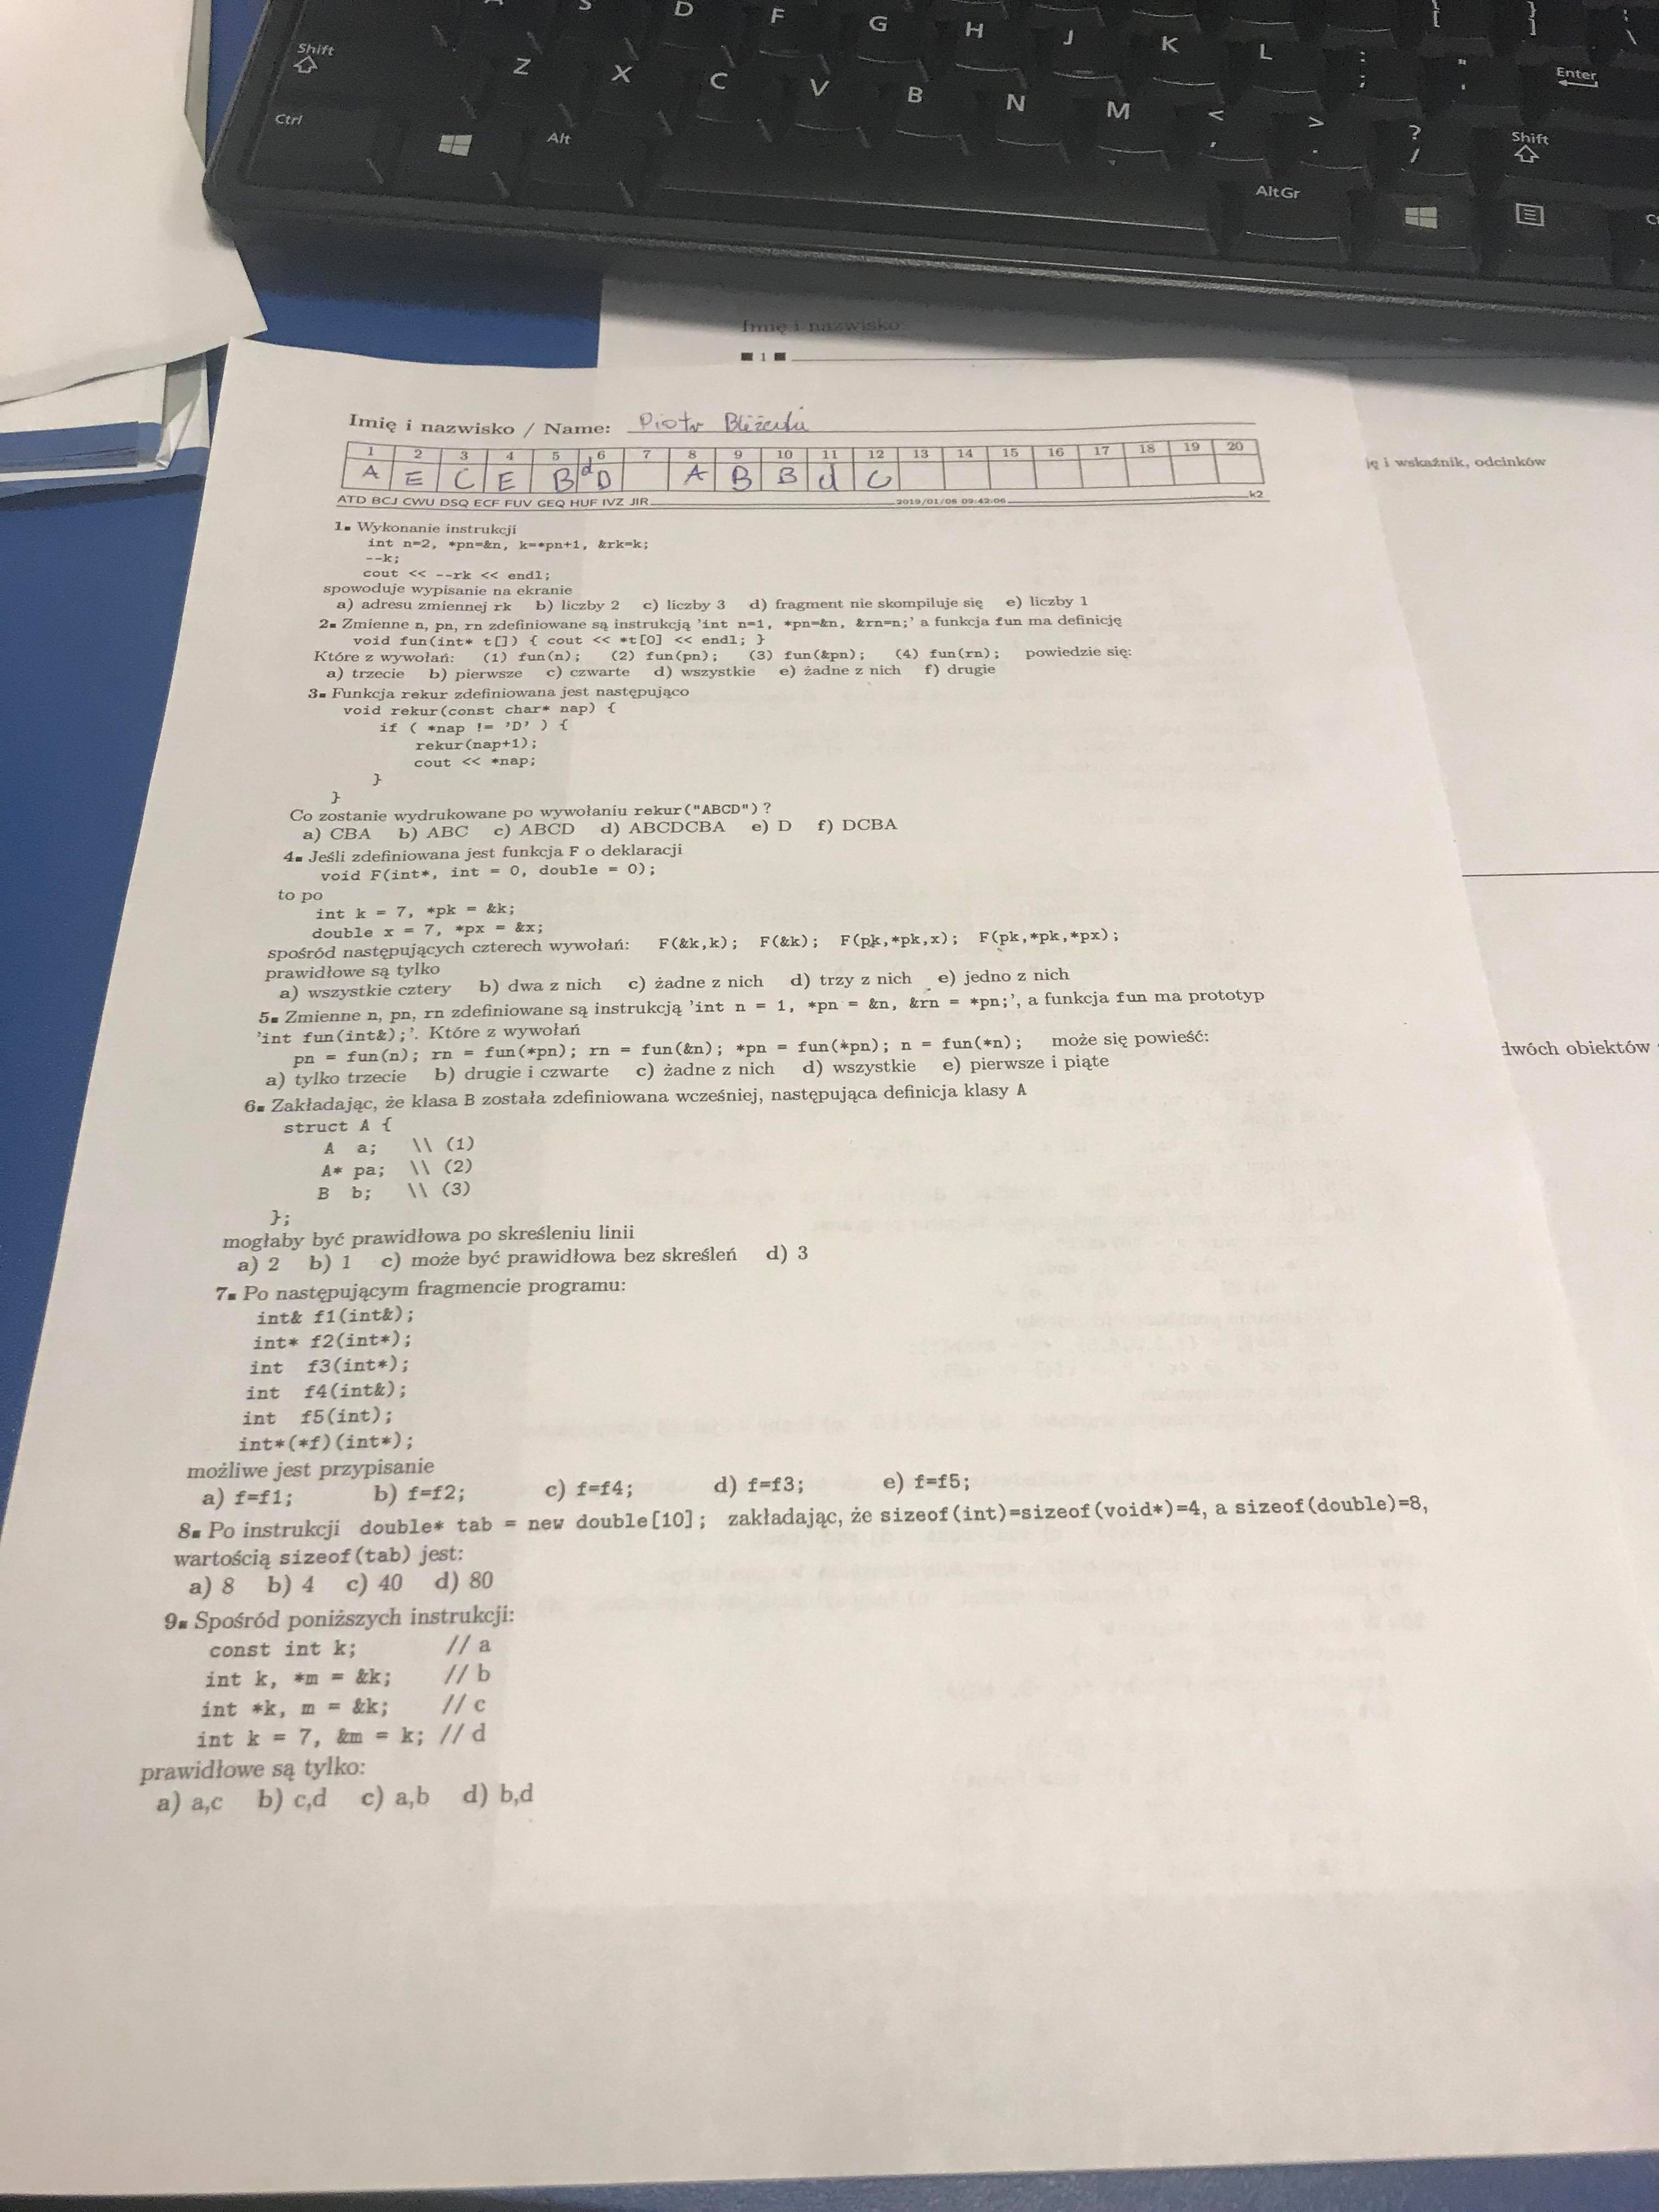 S D F G H J K L : " Enter
Shift Z X C V B N M < , > . ? / Shift
Ctrl Alt AltGr
Imię i nazwisko
■ 1 ■
ię i wskaźnik, odcinków
dwóch obiektów
Imię i nazwisko / Name: Piotr
1 2 3 4 5 6 7 8 9 10 11 12 13 14 15 16 17 18 19 20
A E C E B d D A B B d C
ATD BCJ CWU DSQ ECF FUV GEQ HUF IVZ JIR 2019/01/08 09:42:06 k2
1■ Wykonanie instrukcji
int n=2, *pn=&n, k=*pn+1, &rk=k;
--k;
cout << --rk << endl;
spowoduje wypisanie na ekranie
a) adresu zmiennej rk b) liczby 2 c) liczby 3 d) fragment nie skompiluje się e) liczby 1
2■ Zmienne n, pn, rn zdefiniowane są instrukcją 'int n=1, *pn=&n, &rn=n;' a funkcja fun ma definicję
void fun(int* t[]) { cout << *t[0] << endl; }
Które z wywołań: (1) fun(n); (2) fun(pn); (3) fun(&pn); (4) fun(rn); powiedzie się:
a) trzecie b) pierwsze c) czwarte d) wszystkie e) żadne z nich f) drugie
3■ Funkcja rekur zdefiniowana jest następująco
void rekur(const char* nap) {
if ( *nap != 'D' ) {
rekur(nap+1);
cout << *nap;
}
}
Co zostanie wydrukowane po wywołaniu rekur("ABCD")?
a) CBA b) ABC c) ABCD d) ABCDCBA e) D f) DCBA
4■ Jeśli zdefiniowana jest funkcja F o deklaracji
void F(int*, int = 0, double = 0);
to po
int k = 7, *pk = &k;
double x = 7, *px = &x;
spośród następujących czterech wywołań: F(&k,k); F(&k); F(pk,*pk,x); F(pk,*pk,*px);
prawidłowe są tylko
a) wszystkie cztery b) dwa z nich c) żadne z nich d) trzy z nich e) jedno z nich
5■ Zmienne n, pn, rn zdefiniowane są instrukcją 'int n = 1, *pn = &n, &rn = *pn;', a funkcja fun ma prototyp
'int fun(int&);'. Które z wywołań
pn = fun(n); rn = fun(*pn); rn = fun(&n); *pn = fun(*pn); n = fun(*n); może się powieść:
a) tylko trzecie b) drugie i czwarte c) żadne z nich d) wszystkie e) pierwsze i piąte
6■ Zakładając, że klasa B została zdefiniowana wcześniej, następująca definicja klasy A
struct A {
A a; \\ (1)
A* pa; \\ (2)
B b; \\ (3)
};
mogłaby być prawidłowa po skreśleniu linii
a) 2 b) 1 c) może być prawidłowa bez skreśleń d) 3
7■ Po następującym fragmencie programu:
int& f1(int&);
int* f2(int*);
int f3(int*);
int f4(int&);
int f5(int);
int*(*f)(int*);
możliwe jest przypisanie
a) f=f1; b) f=f2; c) f=f4; d) f=f3; e) f=f5;
8■ Po instrukcji double* tab = new double[10]; zakładając, że sizeof(int)=sizeof(void*)=4, a sizeof(double)=8,
wartością sizeof(tab) jest:
a) 8 b) 4 c) 40 d) 80
9■ Spośród poniższych instrukcji:
const int k; // a
int k, *m = &k; // b
int *k, m = &k; // c
int k = 7, &m = k; // d
prawidłowe są tylko:
a) a,c b) c,d c) a,b d) b,d